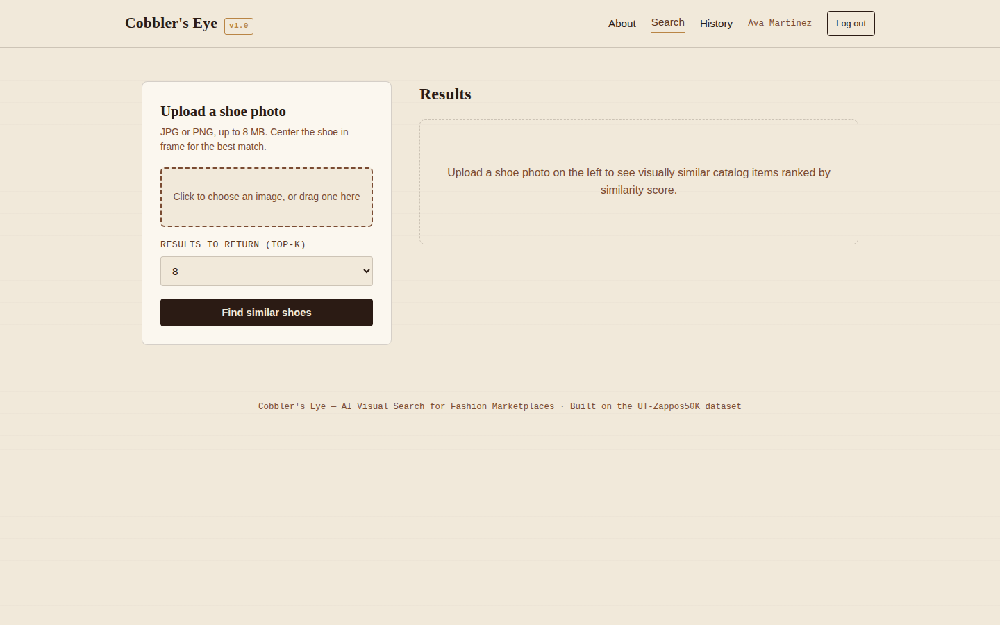 Cobbler's Eye v1.0
About Search History Ava Martinez Log out
Upload a shoe photo
JPG or PNG, up to 8 MB. Center the shoe in
frame for the best match.
Click to choose an image, or drag one here
RESULTS TO RETURN (TOP-K)
8
Find similar shoes
Results
Upload a shoe photo on the left to see visually similar catalog items ranked by
similarity score.
Cobbler's Eye — AI Visual Search for Fashion Marketplaces · Built on the UT-Zappos50K dataset